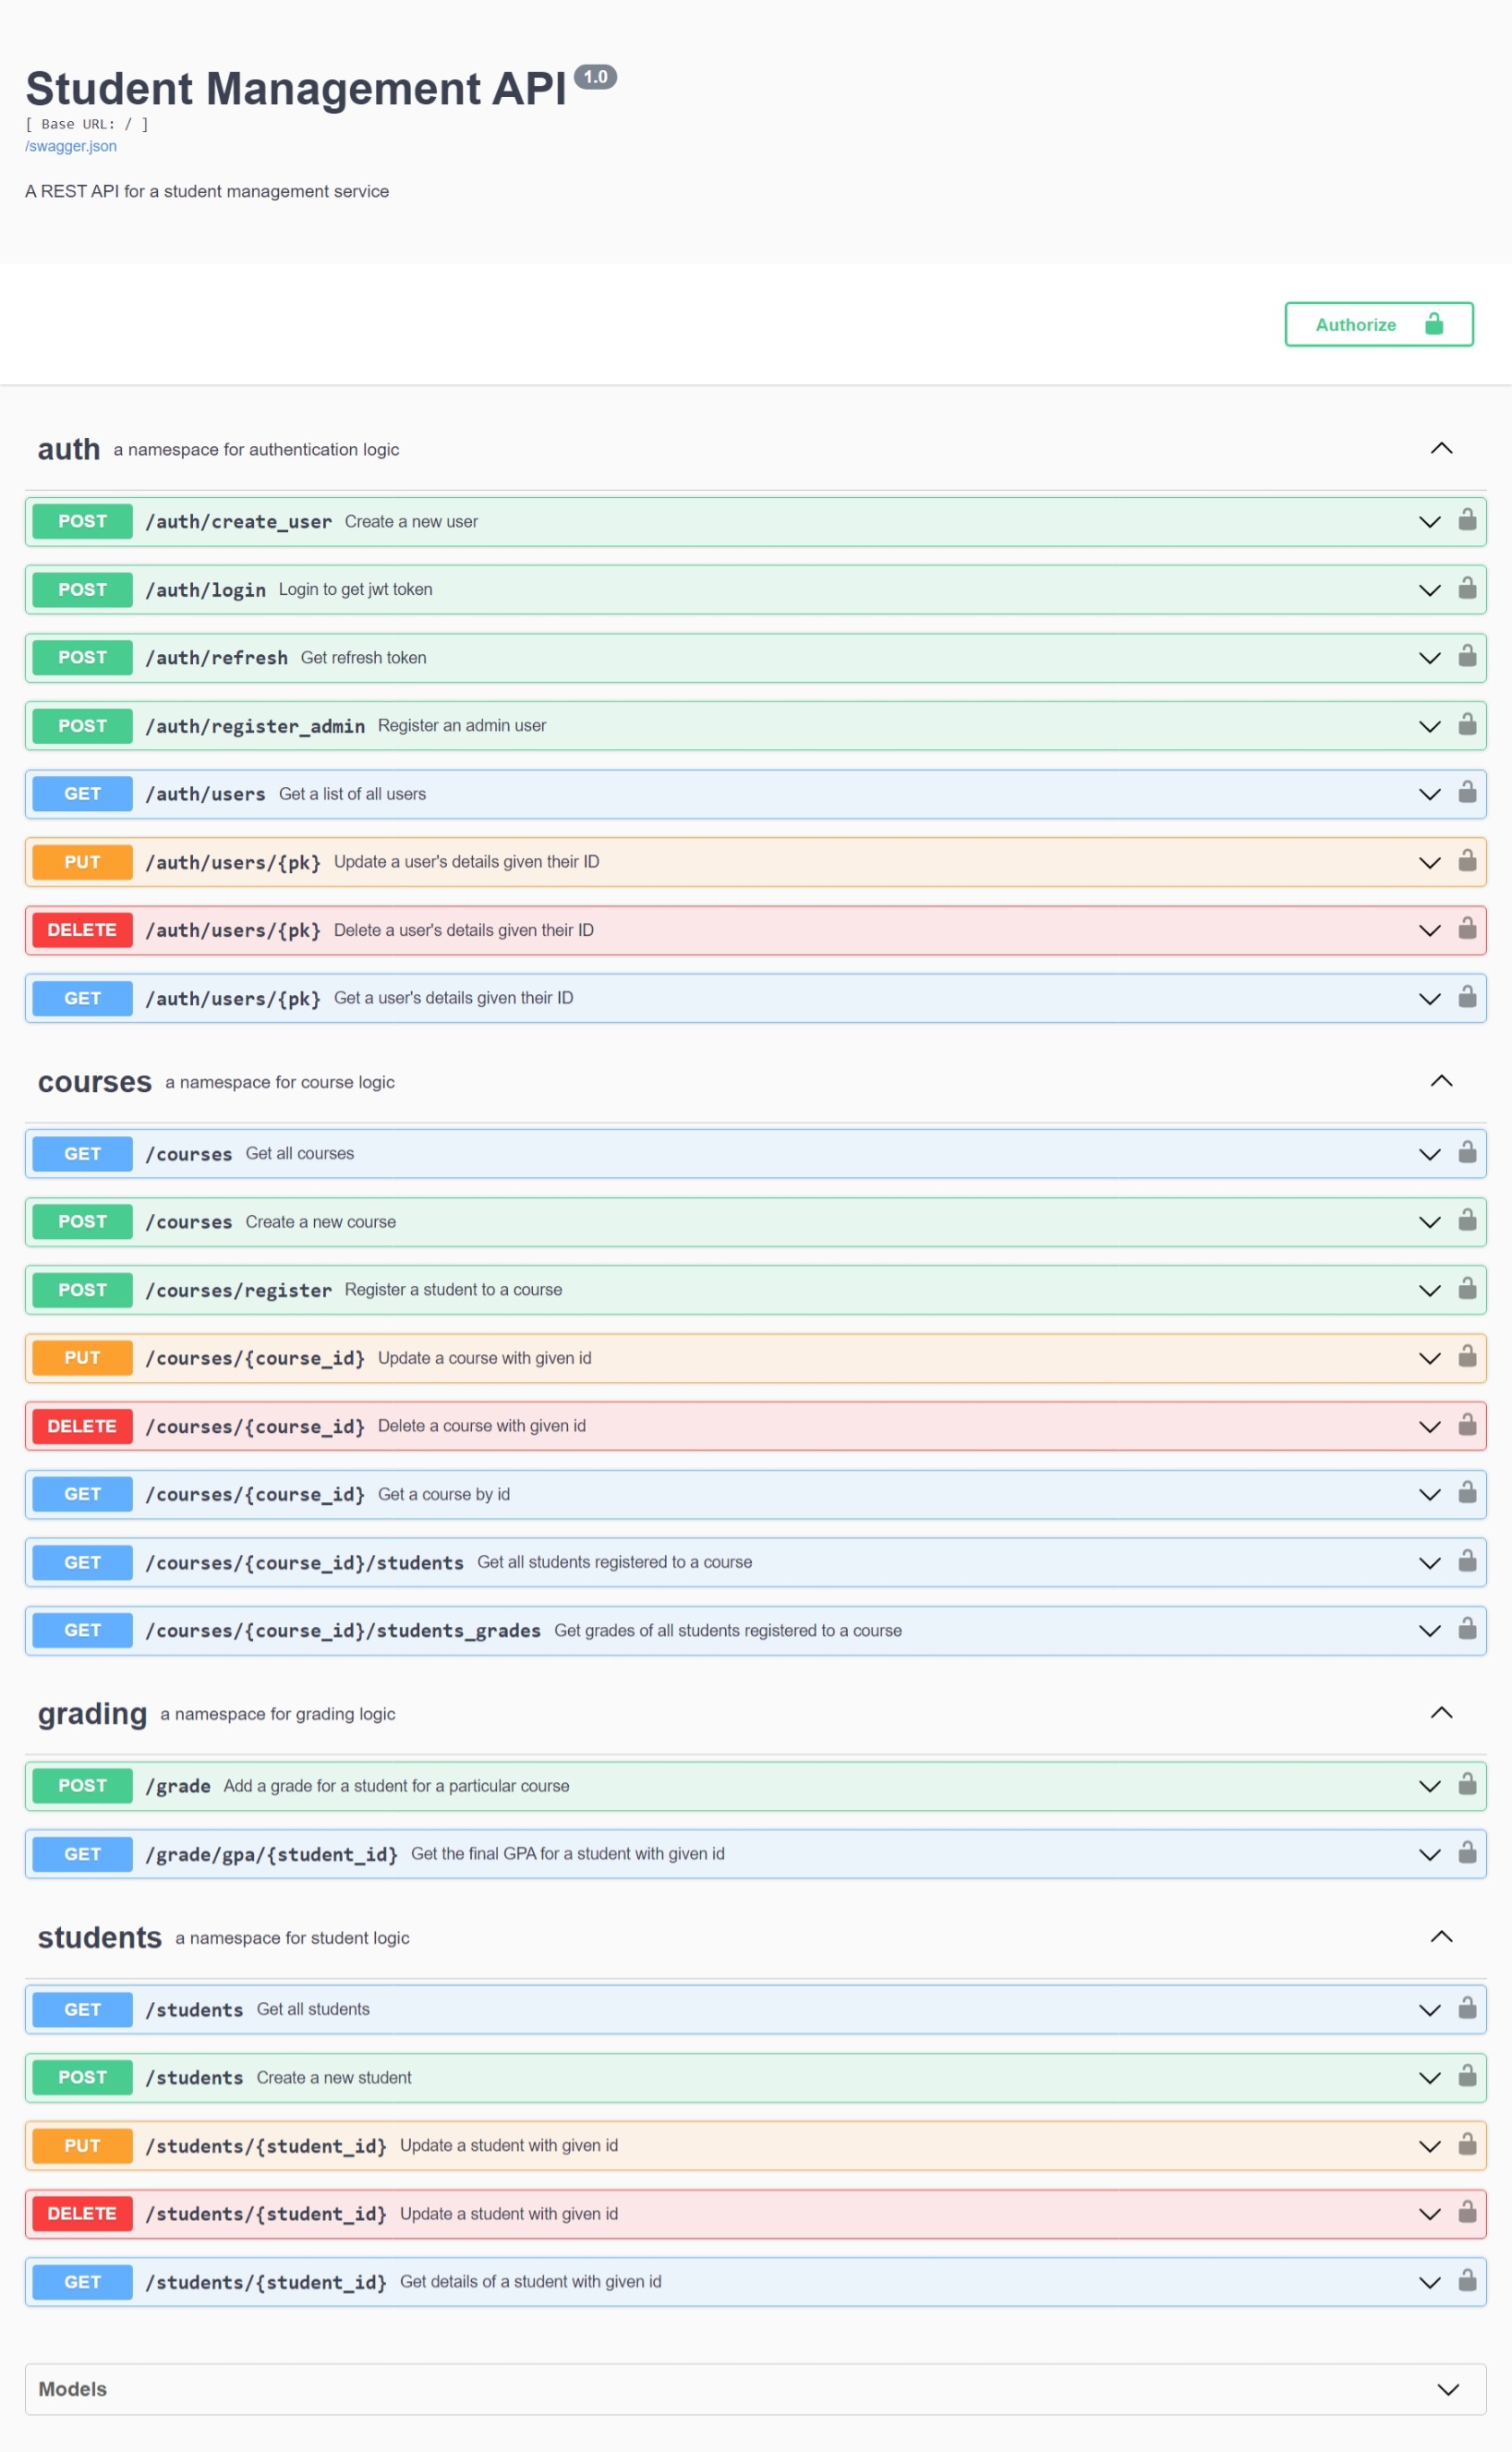 Student Management API 1.0
[ Base URL: / ]
/swagger.json
A REST API for a student management service
Authorize
auth a namespace for authentication logic
POST /auth/create_user Create a new user
POST /auth/login Login to get jwt token
POST /auth/refresh Get refresh token
POST /auth/register_admin Register an admin user
GET /auth/users Get a list of all users
PUT /auth/users/{pk} Update a user's details given their ID
DELETE /auth/users/{pk} Delete a user's details given their ID
GET /auth/users/{pk} Get a user's details given their ID
courses a namespace for course logic
GET /courses Get all courses
POST /courses Create a new course
POST /courses/register Register a student to a course
PUT /courses/{course_id} Update a course with given id
DELETE /courses/{course_id} Delete a course with given id
GET /courses/{course_id} Get a course by id
GET /courses/{course_id}/students Get all students registered to a course
GET /courses/{course_id}/students_grades Get grades of all students registered to a course
grading a namespace for grading logic
POST /grade Add a grade for a student for a particular course
GET /grade/gpa/{student_id} Get the final GPA for a student with given id
students a namespace for student logic
GET /students Get all students
POST /students Create a new student
PUT /students/{student_id} Update a student with given id
DELETE /students/{student_id} Update a student with given id
GET /students/{student_id} Get details of a student with given id
Models